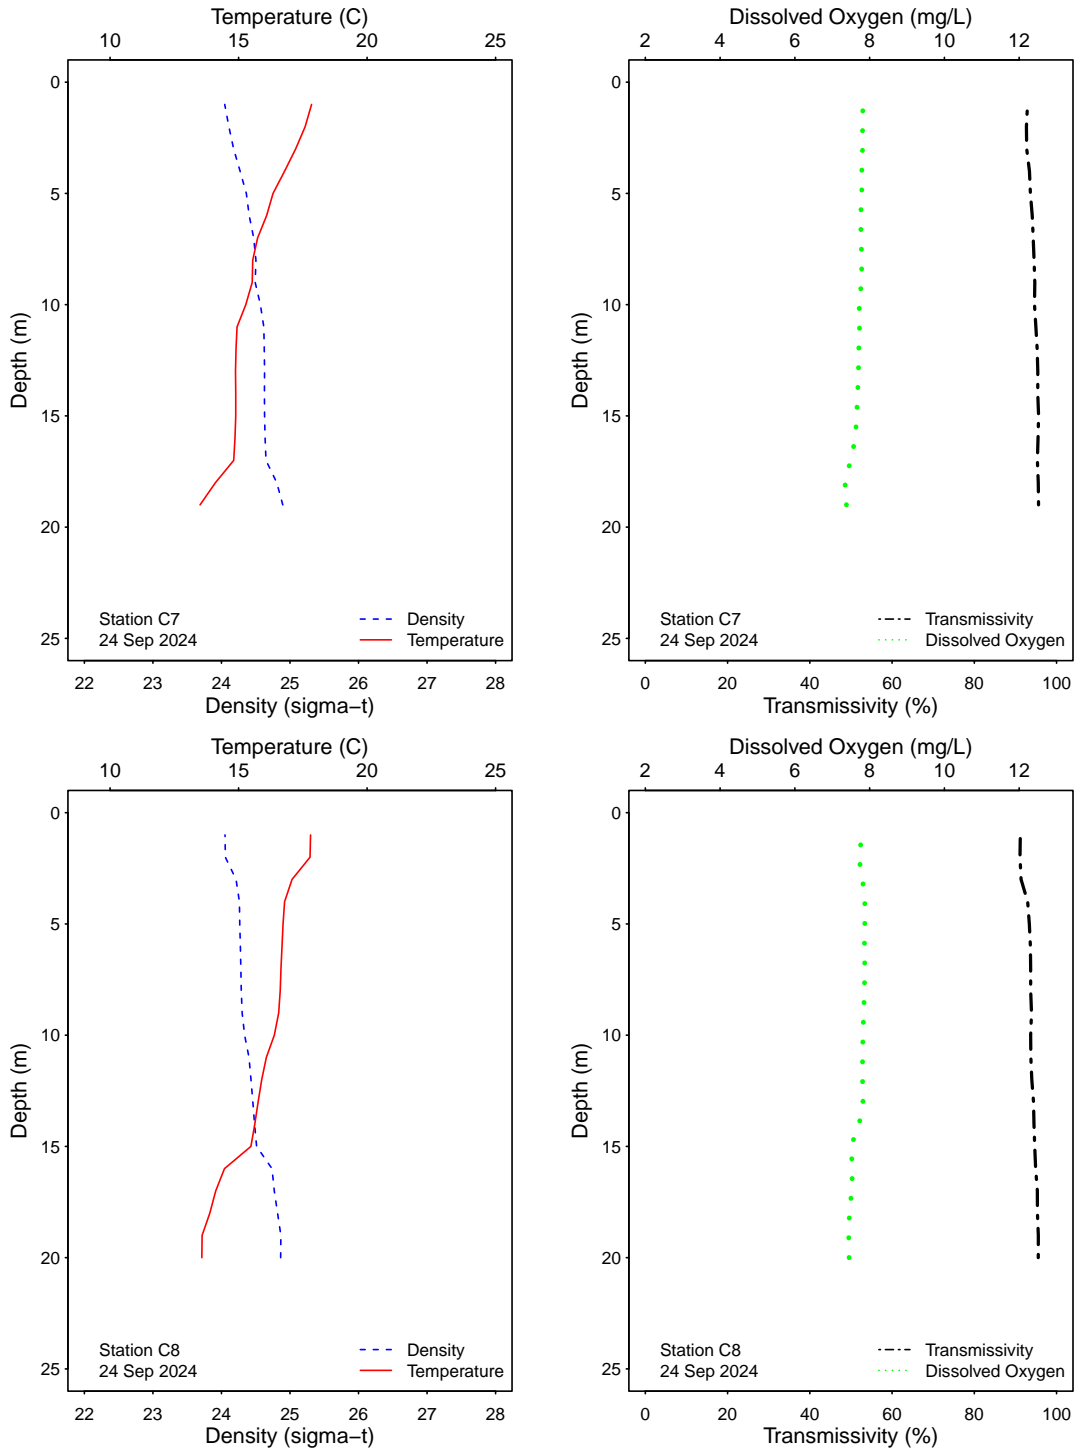 Temperature (C)
10 15 20 25
0
5
10
15
20
25
Depth (m)
Station C7
24 Sep 2024
Density
Temperature
22 23 24 25 26 27 28
Density (sigma−t)
Dissolved Oxygen (mg/L)
2 4 6 8 10 12
0
5
10
15
20
25
Depth (m)
Station C7
24 Sep 2024
Transmissivity
Dissolved Oxygen
0 20 40 60 80 100
Transmissivity (%)
Temperature (C)
10 15 20 25
0
5
10
15
20
25
Depth (m)
Station C8
24 Sep 2024
Density
Temperature
22 23 24 25 26 27 28
Density (sigma−t)
Dissolved Oxygen (mg/L)
2 4 6 8 10 12
0
5
10
15
20
25
Depth (m)
Station C8
24 Sep 2024
Transmissivity
Dissolved Oxygen
0 20 40 60 80 100
Transmissivity (%)